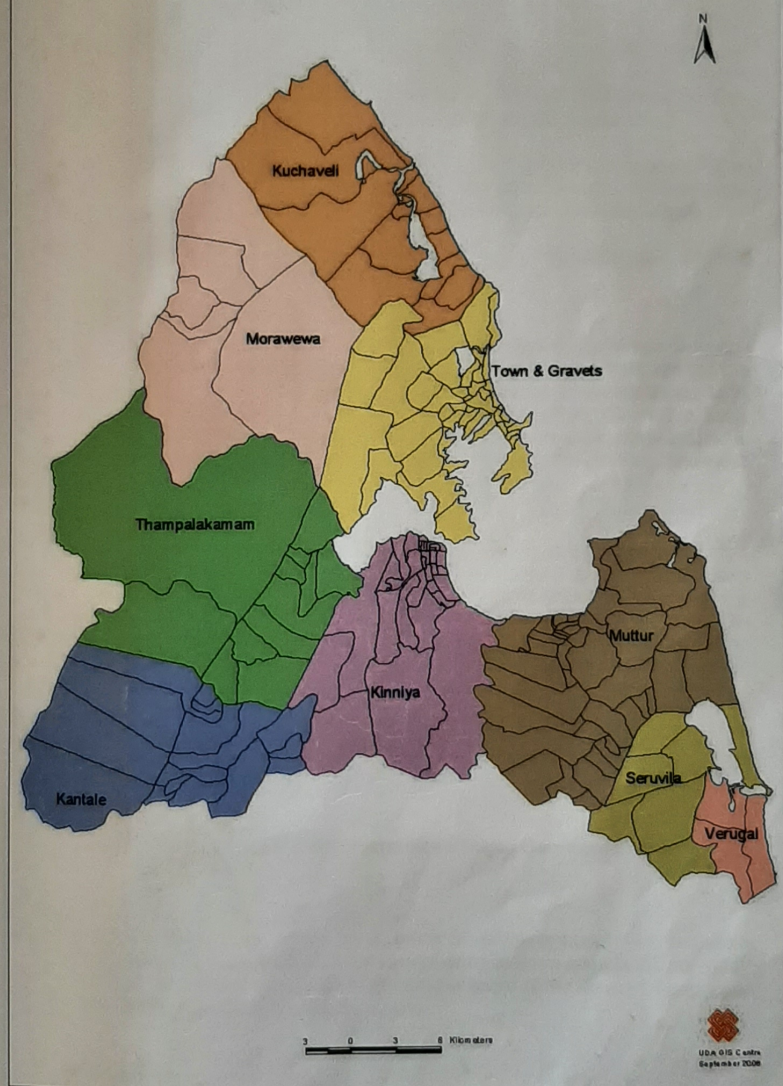 N
Kuchaveli
Morawewa
Town & Gravets
Thampalakamam
Muttur
Kinniya
Seruvila
Kantale
Verugal
3 0 3 6 Kilometers
UDA GIS Centre
September 2008